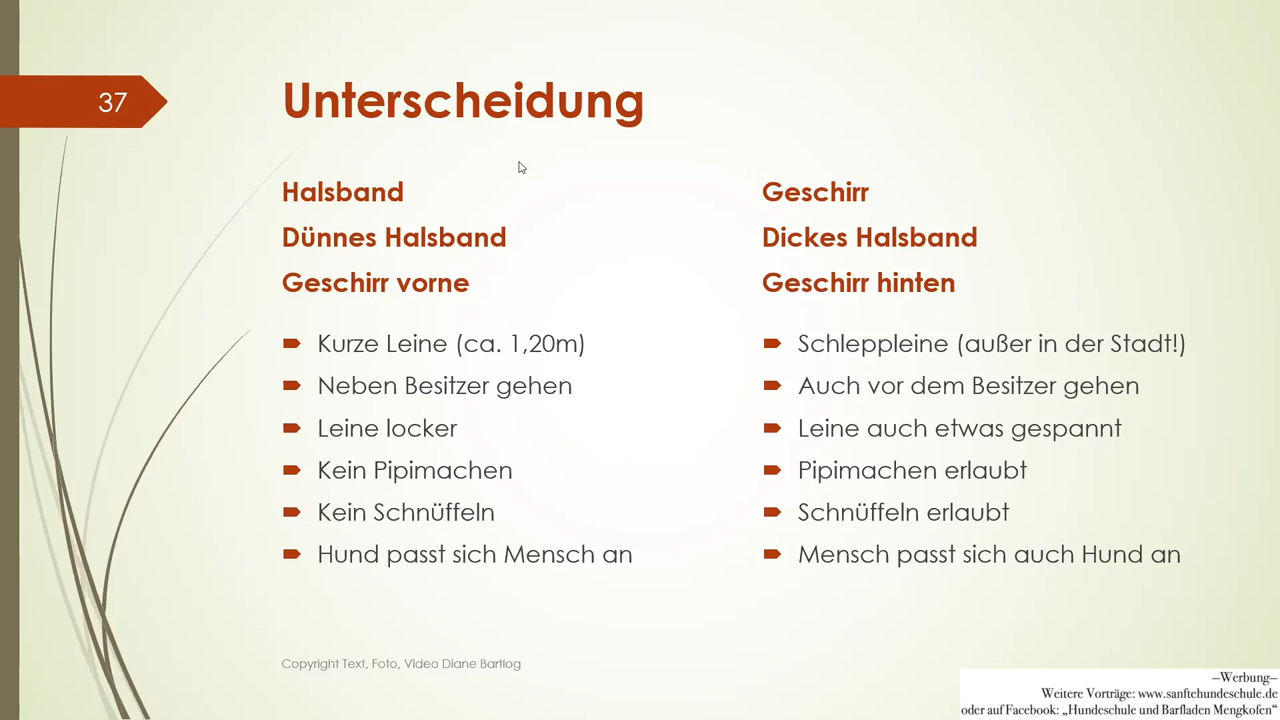 37
Unterscheidung
Halsband
Dünnes Halsband
Geschirr vorne
Kurze Leine (ca. 1,20m)
Neben Besitzer gehen
Leine locker
Kein Pipimachen
Kein Schnüffeln
Hund passt sich Mensch an
Geschirr
Dickes Halsband
Geschirr hinten
Schleppleine (außer in der Stadt!)
Auch vor dem Besitzer gehen
Leine auch etwas gespannt
Pipimachen erlaubt
Schnüffeln erlaubt
Mensch passt sich auch Hund an
Copyright Text, Foto, Video Diane Bartlog
—Werbung—
Weitere Vorträge: www.sanftehundeschule.de
oder auf Facebook: „Hundeschule und Barfladen Mengkofen“